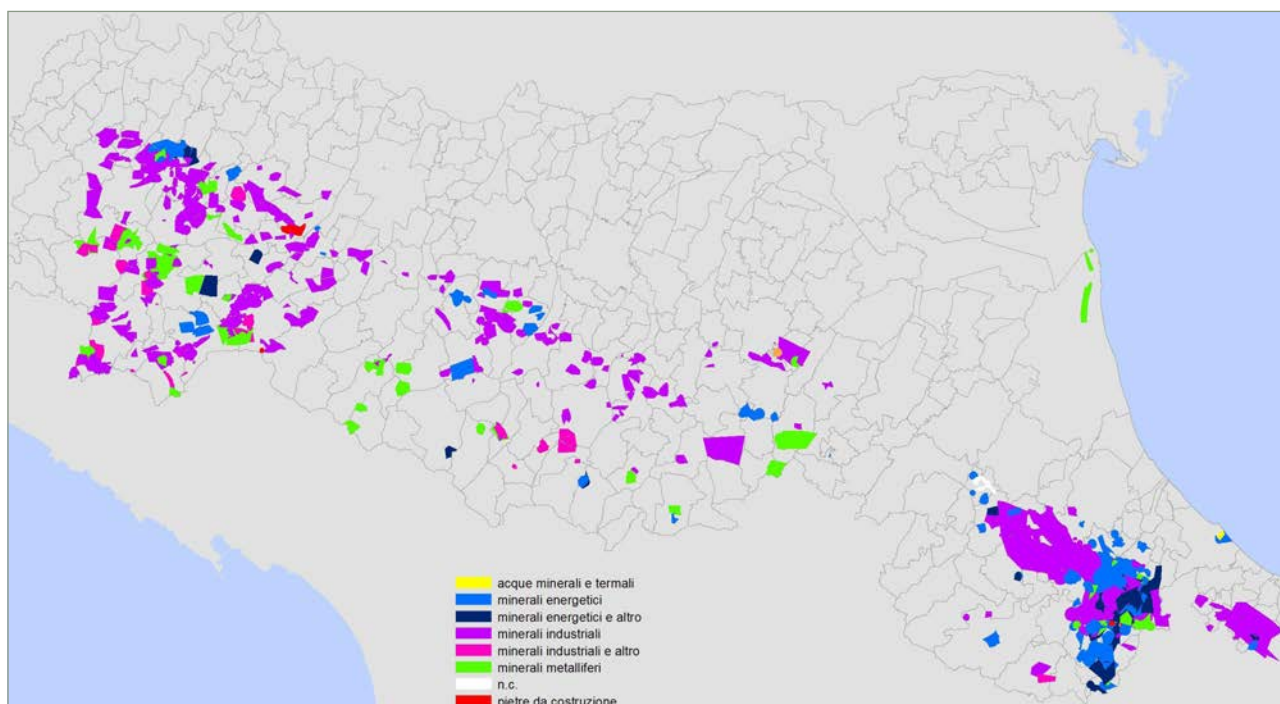 acque minerali e termali
minerali energetici
minerali energetici e altro
minerali industriali
minerali industriali e altro
minerali metalliferi
n.c.
pietre da costruzione